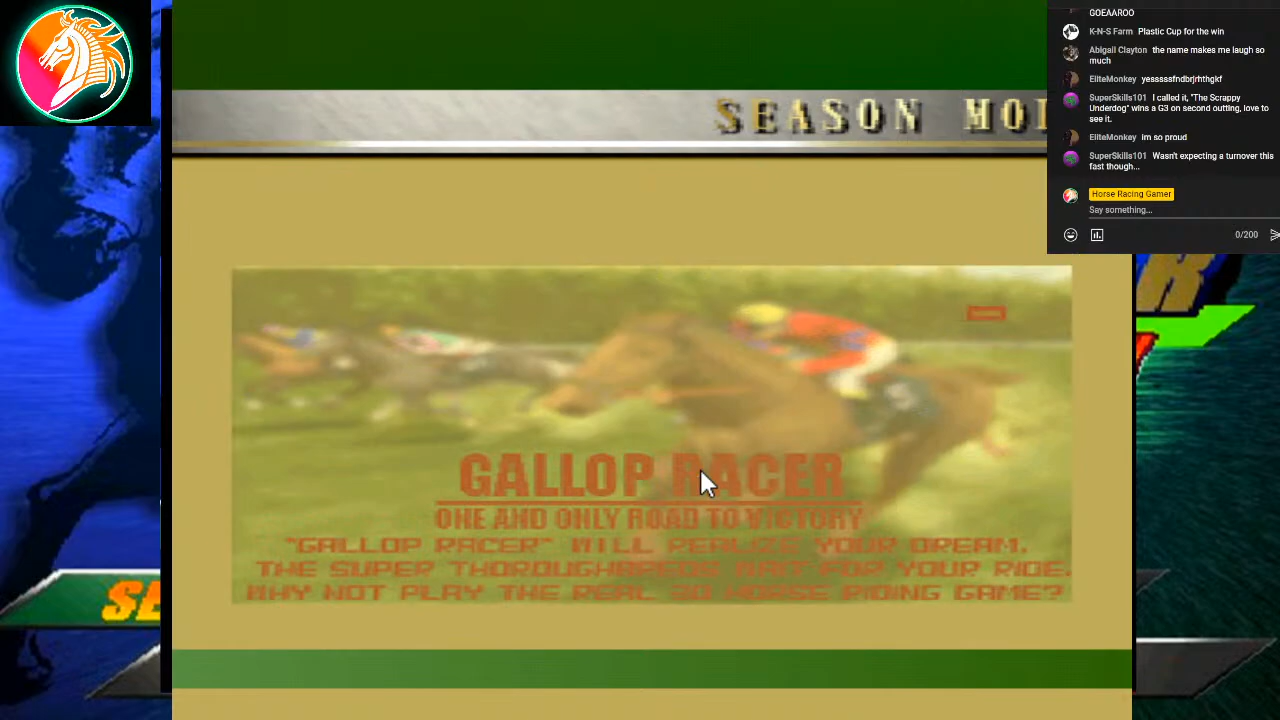 GOEAAROO
K-N-S Farm Plastic Cup for the win
Abigail Clayton the name makes me laugh so
much
EliteMonkey yesssssfndbrjrhthgkf
SuperSkills101 I called it, "The Scrappy
Underdog" wins a G3 on second outting, love to
see it.
EliteMonkey im so proud
SuperSkills101 Wasn't expecting a turnover this
fast though...
Horse Racing Gamer
Say something...
0/200
SEASON MO
GALLOP RACER
ONE AND ONLY ROAD TO VICTORY
"GALLOP RACER" WILL REALIZE YOUR DREAM.
THE SUPER THOROUGHBREDS WAIT FOR YOUR RIDE.
WHY NOT PLAY THE REAL 3D HORSE RIDING GAME?
SE
R